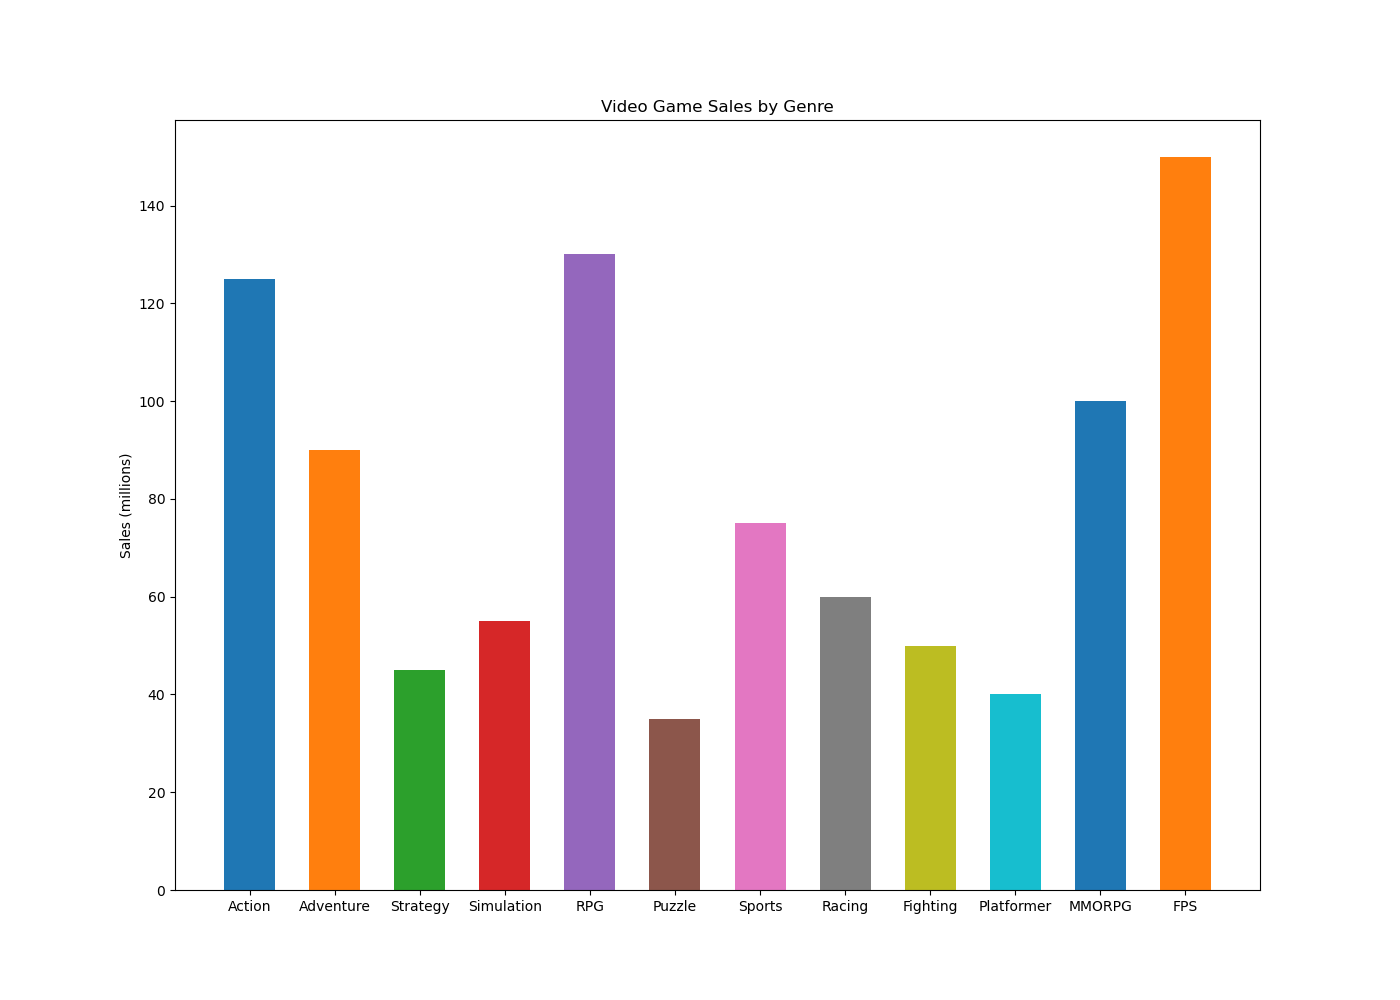 Video Game Sales by Genre
Sales (millions)
140
120
100
80
60
40
20
0
Action Adventure Strategy Simulation RPG Puzzle Sports Racing Fighting Platformer MMORPG FPS